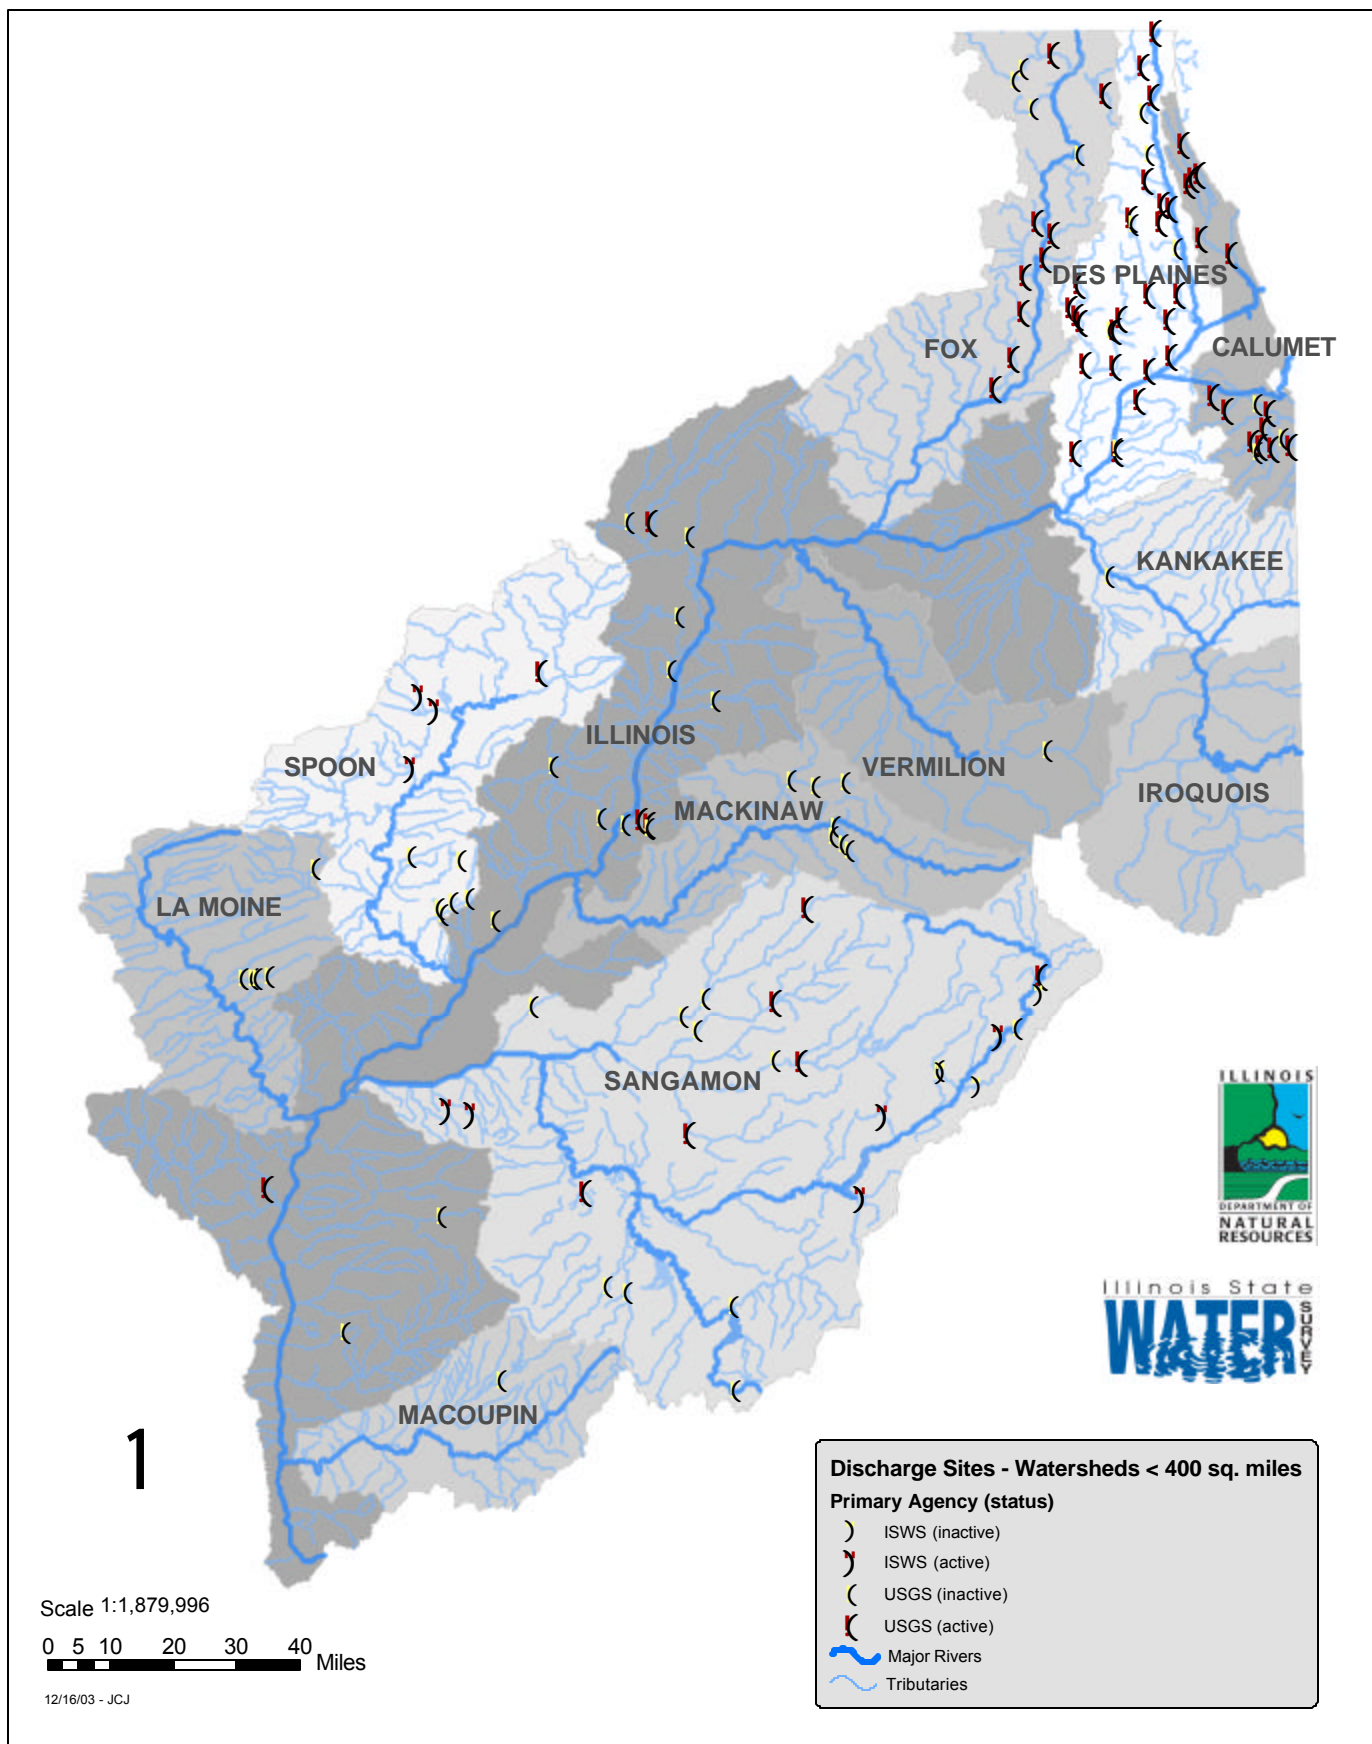 DES PLAINES
FOX
CALUMET
KANKAKEE
ILLINOIS
SPOON
VERMILION
MACKINAW
IROQUOIS
LA MOINE
SANGAMON
MACOUPIN
ILLINOIS
DEPARTMENT OF
NATURAL
RESOURCES
Illinois State
WATER
SURVEY
1
Discharge Sites - Watersheds < 400 sq. miles
Primary Agency (status)
ISWS (inactive)
ISWS (active)
USGS (inactive)
USGS (active)
Major Rivers
Tributaries
Scale 1:1,879,996
0 5 10 20 30 40
Miles
12/16/03 - JCJ